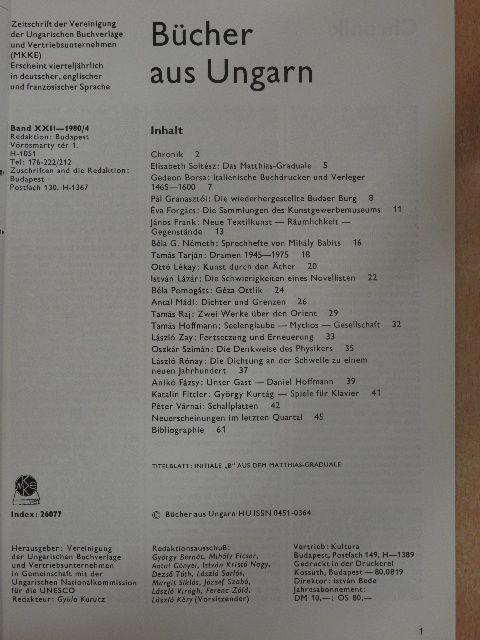 Zeitschrift der Vereinigung
der Ungarischen Buchverlage
und Vertriebsunternehmen
(MKKE)
Erscheint vierteljährlich
in deutscher, englischer
und französischer Sprache
Bücher
aus Ungarn
Band XXII—1980/4
Redaktion: Budapest
Vörösmarty tér 1.
H-1051
Tel: 176-222/212
Zuschriften and die Redaktion:
Budapest
Postfach 130. H-1367
Inhalt
Chronik 2
Elisabeth Soltész: Das Matthias-Graduale 5
Gedeon Borsa: Italienische Buchdrucker und Verleger
1465—1600 7
Pál Granasztói: Die wiederhergestellte Budaer Burg 8
Éva Forgács: Die Sammlungen des Kunstgewerbemuseums 11
János Frank: Neue Textilkunst — Räumlichkeit —
Gegenstände 13
Béla G. Németh: Sprechhefte von Mihály Babits 16
Tamás Tarján: Dramen 1945—1975 18
Ottó Lékay: Kunst durch den Äther 20
István Lázár: Die Schwierigkeiten eines Novellisten 22
Béla Pomogáts: Géza Ottlik 24
Antal Mádl: Dichter und Grenzen 26
Tamás Raj: Zwei Werke über den Orient 29
Tamás Hoffmann: Seelenglaube — Mythos — Gesellschaft 32
László Zay: Fortsetzung und Erneuerung 33
Oszkár Szimán: Die Denkweise des Physikers 35
László Rónay: Die Dichtung an der Schwelle zu einem
neuen Jahrhundert 37
Anikó Fázsy: Unser Gast — Daniel Hoffmann 39
Katalin Fittler: György Kurtág — Spiele für Klavier 41
Péter Várnai: Schallplatten 42
Neuerscheinungen im letzten Quartal 45
Bibliographie 61
TITELBLATT: INITIALE „B" AUS DEM MATTHIAS-GRADUALE
Index: 26077
© Bücher aus Ungarn HU ISSN 0451-0364
Herausgeber: Vereinigung
der Ungarischen Buchverlage
und Vertriebsunternehmen
in Gemeinschaft mit der
Ungarischen Nationalkommission
für die UNESCO
Redakteur: Gyula Kurucz
Redaktionsausschuß:
György Bernát, Mihály Ficsor,
Antal Gönyei, István Kristó Nagy,
Dezső Tóth, László Sarlós,
Margit Siklós, József Szabó,
László Virágh, Ferenc Zöld,
László Kéry (Vorsitzender)
Vertrieb: Kultura
Budapest, Postfach 149, H—1389
Gedruckt in der Druckerei
Kossuth, Budapest — 80.0819
Direktor: István Bede
Jahresabonnement:
DM 10,—; ÖS 80,—
1